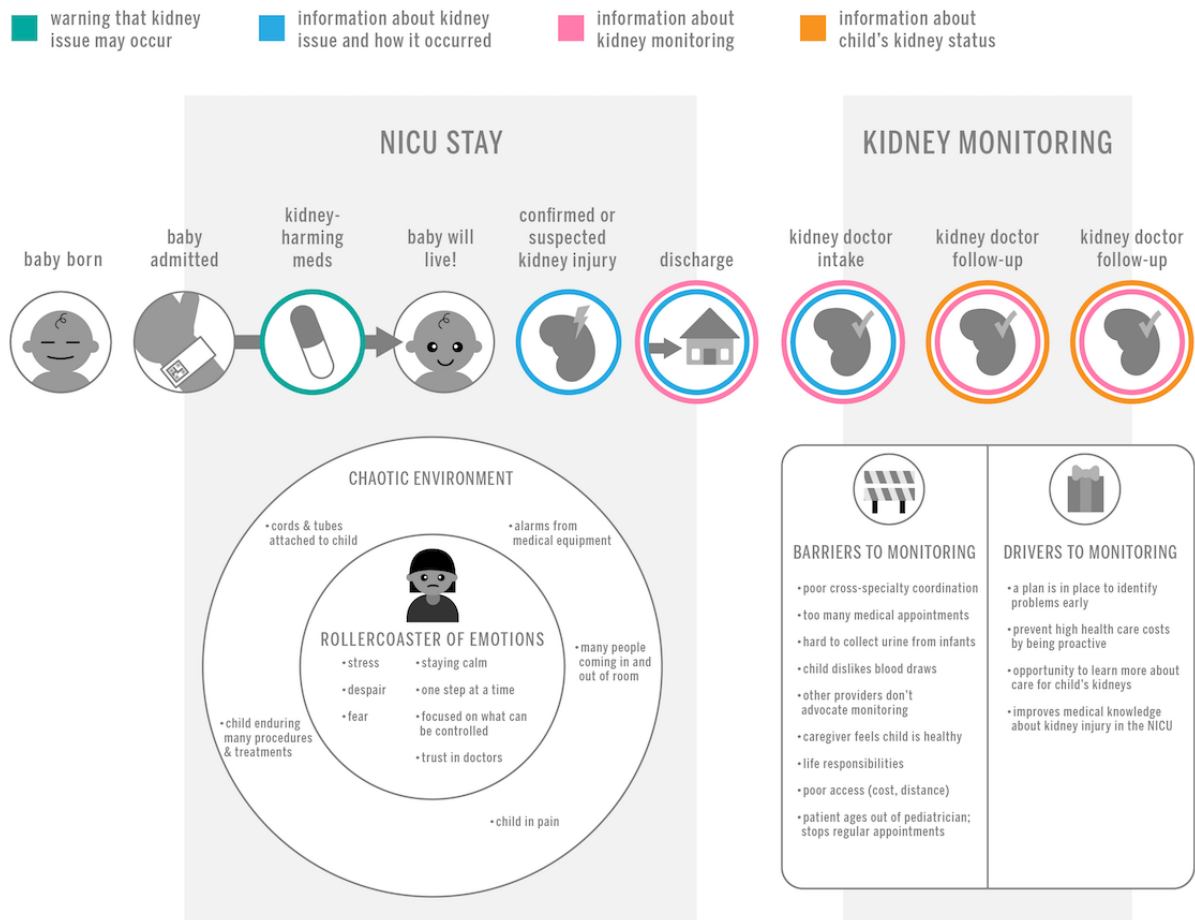 warning that kidney
issue may occur
information about kidney
issue and how it occurred
information about
kidney monitoring
information about
child's kidney status
NICU STAY
KIDNEY MONITORING
baby born
baby
admitted
kidney-
harming
meds
baby will
live!
confirmed or
suspected
kidney injury
discharge
kidney doctor
intake
kidney doctor
follow-up
kidney doctor
follow-up
CHAOTIC ENVIRONMENT
•cords & tubes
attached to child
•alarms from
medical equipment
•many people
coming in and
out of room
•child enduring
many procedures
& treatments
•child in pain
ROLLERCOASTER OF EMOTIONS
•stress
•despair
•fear
•staying calm
•one step at a time
•focused on what can
be controlled
•trust in doctors
BARRIERS TO MONITORING
•poor cross-specialty coordination
•too many medical appointments
•hard to collect urine from infants
•child dislikes blood draws
•other providers don't
advocate monitoring
•caregiver feels child is healthy
•life responsibilities
•poor access (cost, distance)
•patient ages out of pediatrician;
stops regular appointments
DRIVERS TO MONITORING
•a plan is in place to identify
problems early
•prevent high health care costs
by being proactive
•opportunity to learn more about
care for child's kidneys
•improves medical knowledge
about kidney injury in the NICU